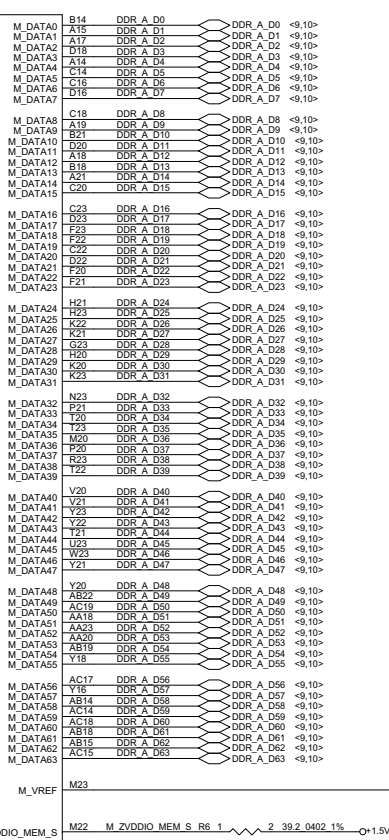 M_DATA0 B14 DDR_A_D0 DDR_A_D0 <9,10>
M_DATA1 A15 DDR_A_D1 DDR_A_D1 <9,10>
M_DATA2 A17 DDR_A_D2 DDR_A_D2 <9,10>
M_DATA3 D18 DDR_A_D3 DDR_A_D3 <9,10>
M_DATA4 A14 DDR_A_D4 DDR_A_D4 <9,10>
M_DATA5 C14 DDR_A_D5 DDR_A_D5 <9,10>
M_DATA6 C16 DDR_A_D6 DDR_A_D6 <9,10>
M_DATA7 D16 DDR_A_D7 DDR_A_D7 <9,10>
M_DATA8 C18 DDR_A_D8 DDR_A_D8 <9,10>
M_DATA9 A19 DDR_A_D9 DDR_A_D9 <9,10>
M_DATA10 B21 DDR_A_D10 DDR_A_D10 <9,10>
M_DATA11 D20 DDR_A_D11 DDR_A_D11 <9,10>
M_DATA12 A18 DDR_A_D12 DDR_A_D12 <9,10>
M_DATA13 B18 DDR_A_D13 DDR_A_D13 <9,10>
M_DATA14 A21 DDR_A_D14 DDR_A_D14 <9,10>
M_DATA15 C20 DDR_A_D15 DDR_A_D15 <9,10>
M_DATA16 C23 DDR_A_D16 DDR_A_D16 <9,10>
M_DATA17 D23 DDR_A_D17 DDR_A_D17 <9,10>
M_DATA18 F23 DDR_A_D18 DDR_A_D18 <9,10>
M_DATA19 F22 DDR_A_D19 DDR_A_D19 <9,10>
M_DATA20 C22 DDR_A_D20 DDR_A_D20 <9,10>
M_DATA21 D22 DDR_A_D21 DDR_A_D21 <9,10>
M_DATA22 F20 DDR_A_D22 DDR_A_D22 <9,10>
M_DATA23 F21 DDR_A_D23 DDR_A_D23 <9,10>
M_DATA24 H21 DDR_A_D24 DDR_A_D24 <9,10>
M_DATA25 H23 DDR_A_D25 DDR_A_D25 <9,10>
M_DATA26 K22 DDR_A_D26 DDR_A_D26 <9,10>
M_DATA27 K21 DDR_A_D27 DDR_A_D27 <9,10>
M_DATA28 G23 DDR_A_D28 DDR_A_D28 <9,10>
M_DATA29 H20 DDR_A_D29 DDR_A_D29 <9,10>
M_DATA30 K20 DDR_A_D30 DDR_A_D30 <9,10>
M_DATA31 K23 DDR_A_D31 DDR_A_D31 <9,10>
M_DATA32 N23 DDR_A_D32 DDR_A_D32 <9,10>
M_DATA33 P21 DDR_A_D33 DDR_A_D33 <9,10>
M_DATA34 T20 DDR_A_D34 DDR_A_D34 <9,10>
M_DATA35 T23 DDR_A_D35 DDR_A_D35 <9,10>
M_DATA36 M20 DDR_A_D36 DDR_A_D36 <9,10>
M_DATA37 P20 DDR_A_D37 DDR_A_D37 <9,10>
M_DATA38 R23 DDR_A_D38 DDR_A_D38 <9,10>
M_DATA39 T22 DDR_A_D39 DDR_A_D39 <9,10>
M_DATA40 V20 DDR_A_D40 DDR_A_D40 <9,10>
M_DATA41 V21 DDR_A_D41 DDR_A_D41 <9,10>
M_DATA42 Y23 DDR_A_D42 DDR_A_D42 <9,10>
M_DATA43 Y22 DDR_A_D43 DDR_A_D43 <9,10>
M_DATA44 T21 DDR_A_D44 DDR_A_D44 <9,10>
M_DATA45 U23 DDR_A_D45 DDR_A_D45 <9,10>
M_DATA46 W23 DDR_A_D46 DDR_A_D46 <9,10>
M_DATA47 Y21 DDR_A_D47 DDR_A_D47 <9,10>
M_DATA48 Y20 DDR_A_D48 DDR_A_D48 <9,10>
M_DATA49 AB22 DDR_A_D49 DDR_A_D49 <9,10>
M_DATA50 AC19 DDR_A_D50 DDR_A_D50 <9,10>
M_DATA51 AA18 DDR_A_D51 DDR_A_D51 <9,10>
M_DATA52 AA23 DDR_A_D52 DDR_A_D52 <9,10>
M_DATA53 AA20 DDR_A_D53 DDR_A_D53 <9,10>
M_DATA54 AB19 DDR_A_D54 DDR_A_D54 <9,10>
M_DATA55 Y18 DDR_A_D55 DDR_A_D55 <9,10>
M_DATA56 AC17 DDR_A_D56 DDR_A_D56 <9,10>
M_DATA57 Y16 DDR_A_D57 DDR_A_D57 <9,10>
M_DATA58 AB14 DDR_A_D58 DDR_A_D58 <9,10>
M_DATA59 AC14 DDR_A_D59 DDR_A_D59 <9,10>
M_DATA60 AC18 DDR_A_D60 DDR_A_D60 <9,10>
M_DATA61 AB18 DDR_A_D61 DDR_A_D61 <9,10>
M_DATA62 AB15 DDR_A_D62 DDR_A_D62 <9,10>
M_DATA63 AC15 DDR_A_D63 DDR_A_D63 <9,10>
M_VREF M23
DDIO_MEM_S M22 M_ZVDDIO_MEM_S R6 1 2 39.2_0402_1% +1.5V